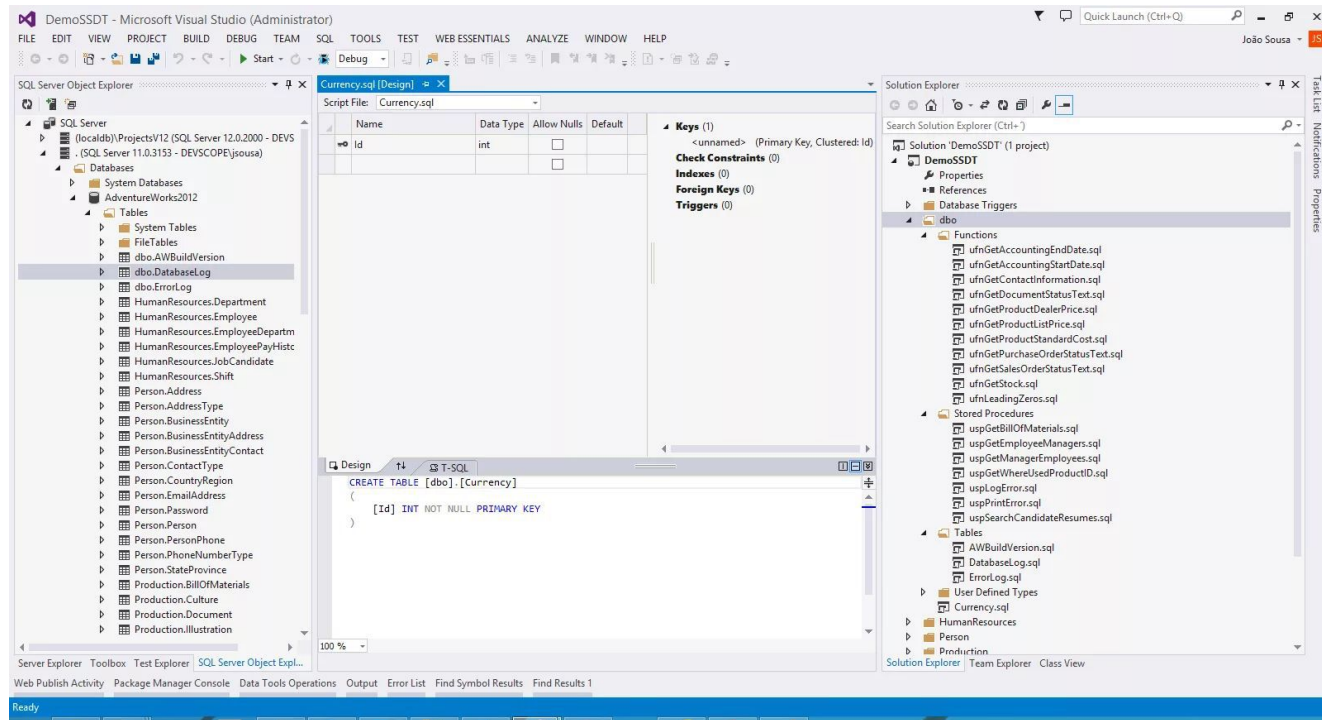 DemoSSDT - Microsoft Visual Studio (Administrator)
Quick Launch (Ctrl+Q)
FILE EDIT VIEW PROJECT BUILD DEBUG TEAM SQL TOOLS TEST WEB ESSENTIALS ANALYZE WINDOW HELP
João Sousa
JS
Start
Debug
SQL Server Object Explorer
SQL Server
(localdb)\ProjectsV12 (SQL Server 12.0.2000 - DEVS
. (SQL Server 11.0.3153 - DEVSCOPE\jsousa)
Databases
System Databases
AdventureWorks2012
Tables
System Tables
FileTables
dbo.AWBuildVersion
dbo.DatabaseLog
dbo.ErrorLog
HumanResources.Department
HumanResources.Employee
HumanResources.EmployeeDepartm
HumanResources.EmployeePayHistc
HumanResources.JobCandidate
HumanResources.Shift
Person.Address
Person.AddressType
Person.BusinessEntity
Person.BusinessEntityAddress
Person.BusinessEntityContact
Person.ContactType
Person.CountryRegion
Person.EmailAddress
Person.Password
Person.Person
Person.PersonPhone
Person.PhoneNumberType
Person.StateProvince
Production.BillOfMaterials
Production.Culture
Production.Document
Production.Illustration
Server Explorer Toolbox Test Explorer SQL Server Object Expl...
Currency.sql [Design]
Script File: Currency.sql
Name Data Type Allow Nulls Default
Id int
Keys (1)
<unnamed> (Primary Key, Clustered: Id)
Check Constraints (0)
Indexes (0)
Foreign Keys (0)
Triggers (0)
Design T-SQL
CREATE TABLE [dbo].[Currency]
(
[Id] INT NOT NULL PRIMARY KEY
)
100 %
Solution Explorer
Search Solution Explorer (Ctrl+´)
Solution 'DemoSSDT' (1 project)
DemoSSDT
Properties
References
Database Triggers
dbo
Functions
ufnGetAccountingEndDate.sql
ufnGetAccountingStartDate.sql
ufnGetContactInformation.sql
ufnGetDocumentStatusText.sql
ufnGetProductDealerPrice.sql
ufnGetProductListPrice.sql
ufnGetProductStandardCost.sql
ufnGetPurchaseOrderStatusText.sql
ufnGetSalesOrderStatusText.sql
ufnGetStock.sql
ufnLeadingZeros.sql
Stored Procedures
uspGetBillOfMaterials.sql
uspGetEmployeeManagers.sql
uspGetManagerEmployees.sql
uspGetWhereUsedProductID.sql
uspLogError.sql
uspPrintError.sql
uspSearchCandidateResumes.sql
Tables
AWBuildVersion.sql
DatabaseLog.sql
ErrorLog.sql
User Defined Types
Currency.sql
HumanResources
Person
Production
Solution Explorer Team Explorer Class View
Task List Notifications Properties
Web Publish Activity Package Manager Console Data Tools Operations Output Error List Find Symbol Results Find Results 1
Ready